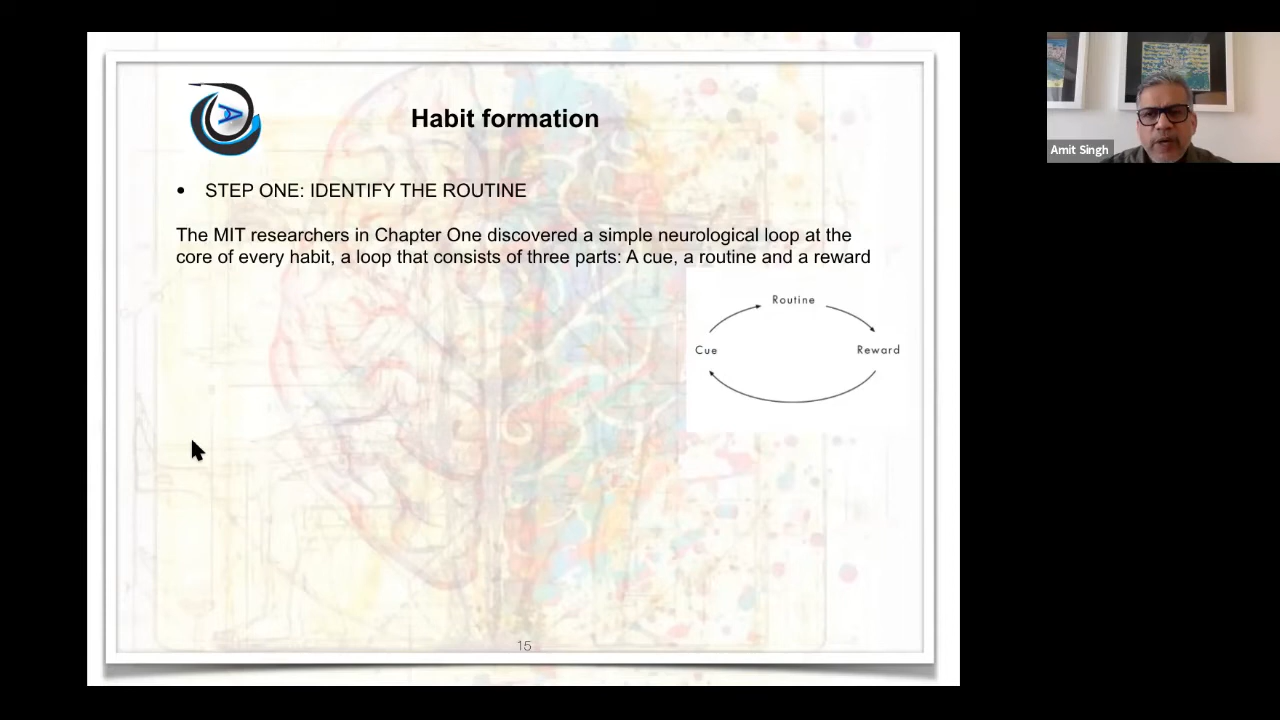 Habit formation
• STEP ONE: IDENTIFY THE ROUTINE
The MIT researchers in Chapter One discovered a simple neurological loop at the
core of every habit, a loop that consists of three parts: A cue, a routine and a reward
Routine
Cue
Reward
15
Amit Singh